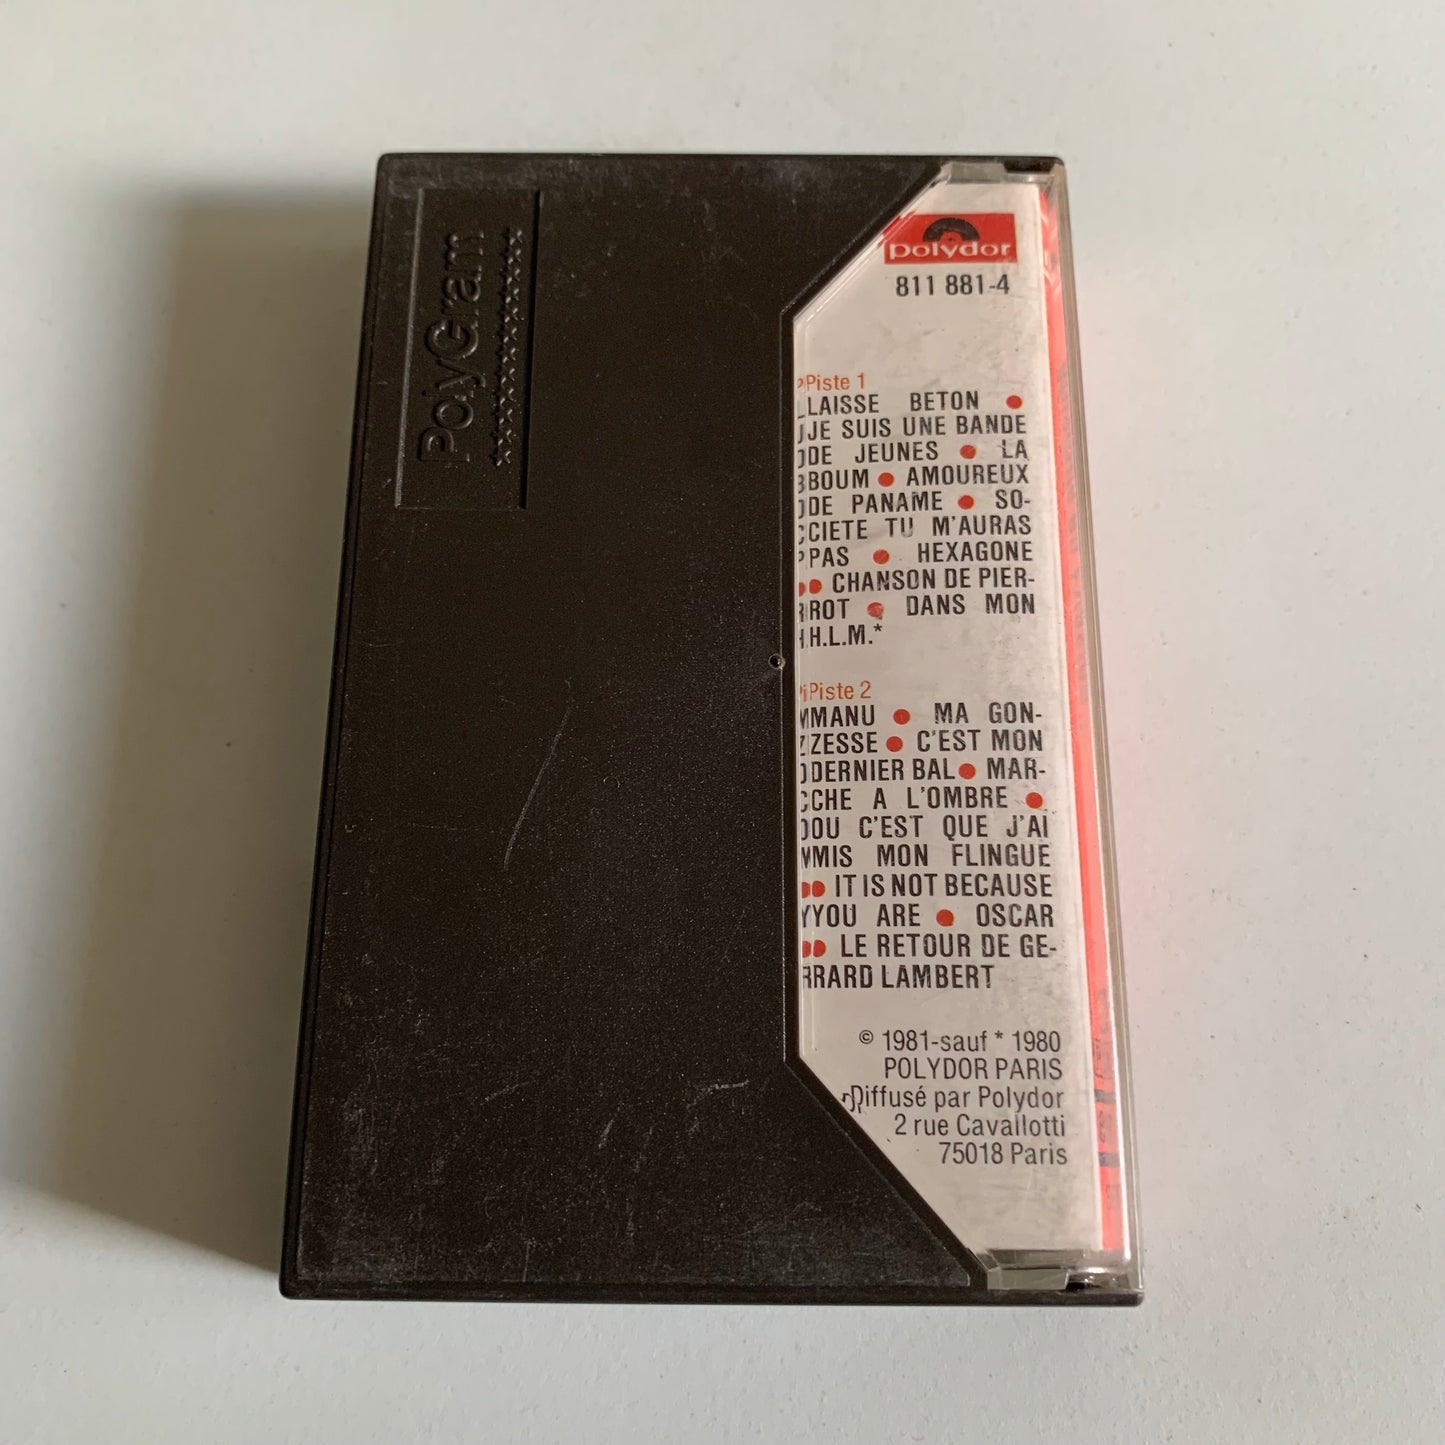 PolyGram
polydor
811 881-4
Piste 1
LAISSE BETON ●
JE SUIS UNE BANDE
DE JEUNES ● LA
BOUM ● AMOUREUX
DE PANAME ● SO-
CIETE TU M'AURAS
PAS ● HEXAGONE
● CHANSON DE PIER-
ROT ● DANS MON
H.L.M.*
Piste 2
MANU ● MA GON-
ZESSE ● C'EST MON
DERNIER BAL ● MAR-
CHE A L'OMBRE ●
OU C'EST QUE J'AI
MIS MON FLINGUE
● IT IS NOT BECAUSE
YOU ARE ● OSCAR
● LE RETOUR DE GE-
RARD LAMBERT
© 1981-sauf * 1980
POLYDOR PARIS
Diffusé par Polydor
2 rue Cavallotti
75018 Paris